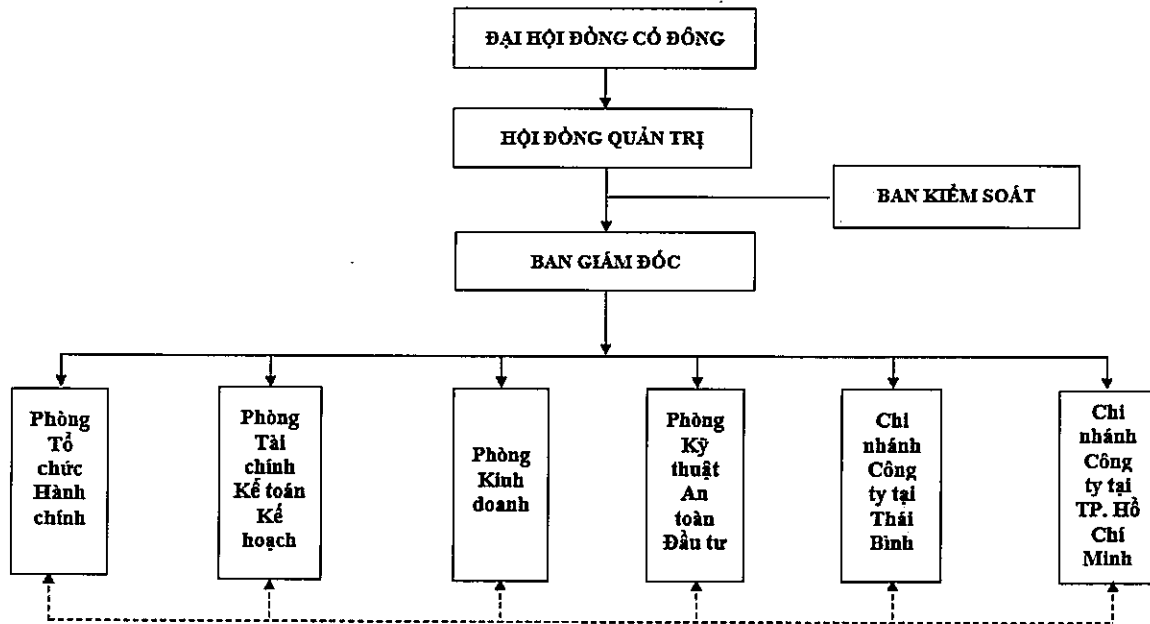 ĐẠI HỘI ĐỒNG CỔ ĐÔNG
HỘI ĐỒNG QUẢN TRỊ
BAN KIỂM SOÁT
BAN GIÁM ĐỐC
Phòng
Tổ
chức
Hành
chính
Phòng
Tài
chính
Kế toán
Kế
hoạch
Phòng
Kinh
doanh
Phòng
Kỹ
thuật
An
toàn
Đầu tư
Chi
nhánh
Công
ty tại
Thái
Bình
Chi
nhánh
Công
ty tại
TP. Hồ
Chí
Minh